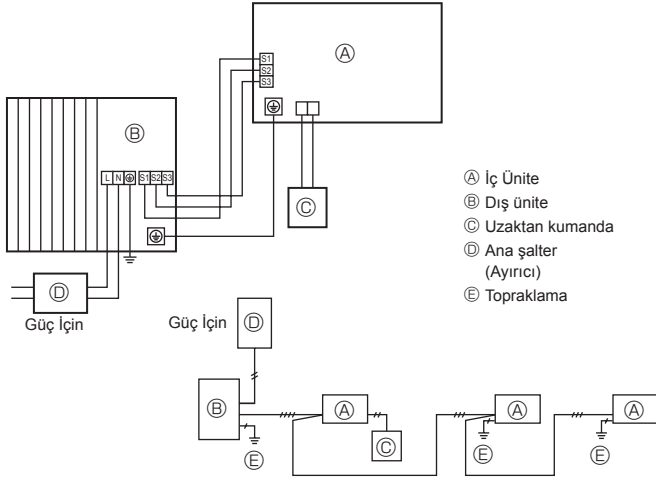 S1
S2
S3
Ⓐ
Ⓑ
L N S1 S2 S3
Ⓒ
Ⓓ
Güç İçin
Ⓐ İç Ünite
Ⓑ Dış ünite
Ⓒ Uzaktan kumanda
Ⓓ Ana şalter
(Ayırıcı)
Ⓔ Topraklama
Güç İçin Ⓓ
Ⓑ Ⓐ Ⓐ Ⓐ
Ⓒ
Ⓔ Ⓔ Ⓔ